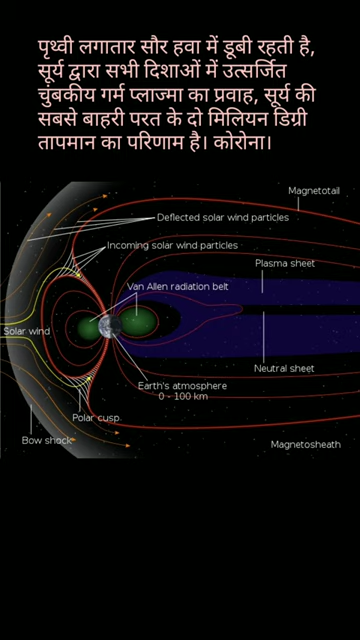 पृथ्वी लगातार सौर हवा में डूबी रहती है,
सूर्य द्वारा सभी दिशाओं में उत्सर्जित
चुंबकीय गर्म प्लाज्मा का प्रवाह, सूर्य की
सबसे बाहरी परत के दो मिलियन डिग्री
तापमान का परिणाम है। कोरोना।
Magnetotail
Deflected solar wind particles
Incoming solar wind particles
Plasma sheet
Van Allen radiation belt
Solar wind
Neutral sheet
Earth's atmosphere
0 - 100 km
Polar cusp
Bow shock
Magnetosheath